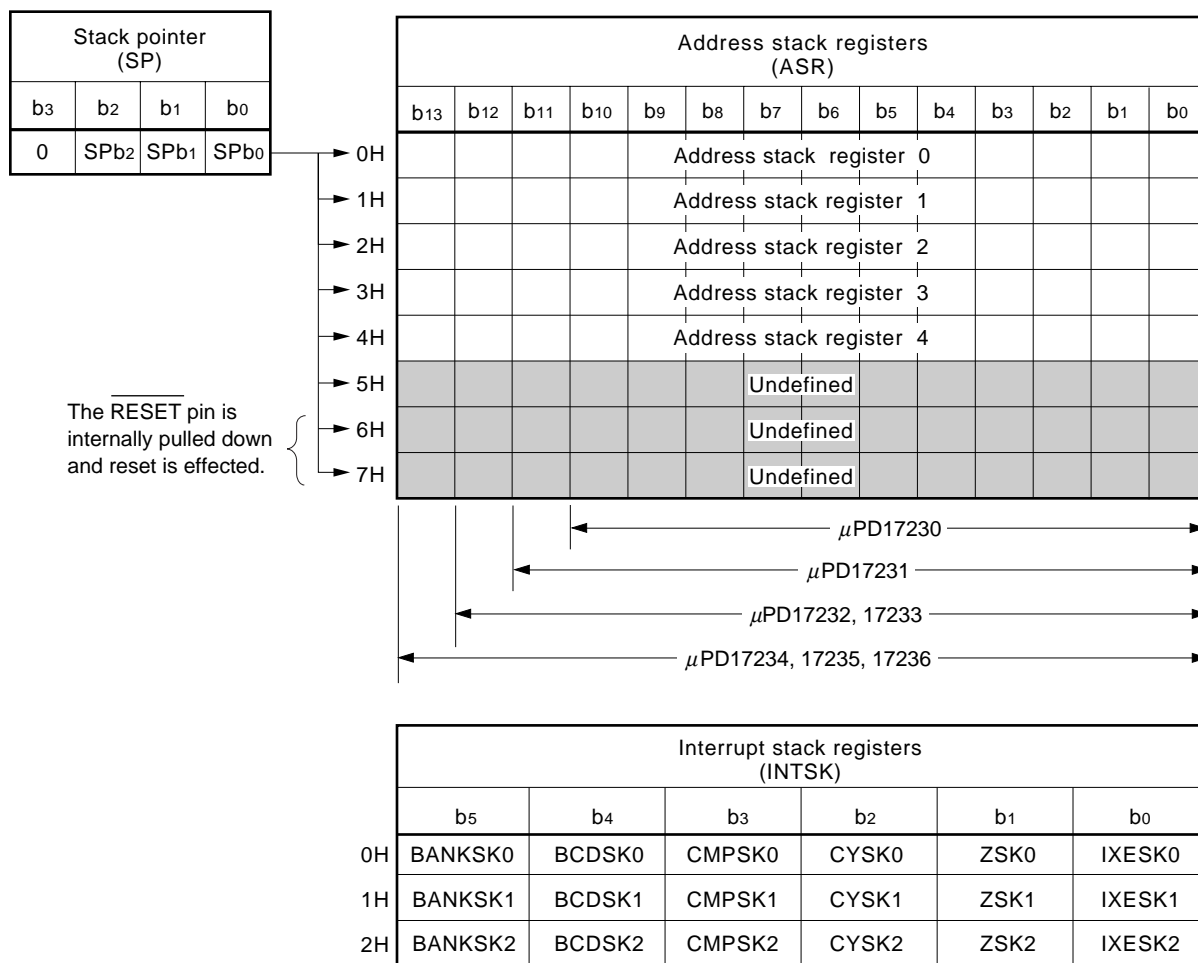 Stack pointer
(SP)
b3 b2 b1 b0
0 SPb2 SPb1 SPb0
Address stack registers
(ASR)
b13 b12 b11 b10 b9 b8 b7 b6 b5 b4 b3 b2 b1 b0
0H Address stack register 0
1H Address stack register 1
2H Address stack register 2
3H Address stack register 3
4H Address stack register 4
5H Undefined
6H Undefined
7H Undefined
The RESET pin is
internally pulled down
and reset is effected.
μPD17230
μPD17231
μPD17232, 17233
μPD17234, 17235, 17236
Interrupt stack registers
(INTSK)
b5 b4 b3 b2 b1 b0
0H BANKSK0 BCDSK0 CMPSK0 CYSK0 ZSK0 IXESK0
1H BANKSK1 BCDSK1 CMPSK1 CYSK1 ZSK1 IXESK1
2H BANKSK2 BCDSK2 CMPSK2 CYSK2 ZSK2 IXESK2